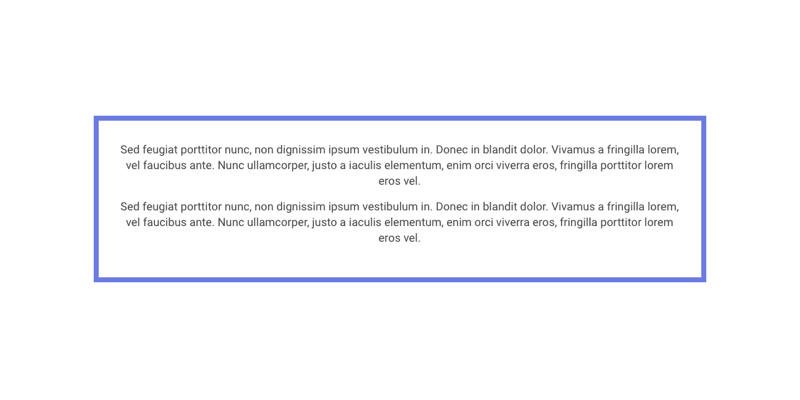 Sed feugiat porttitor nunc, non dignissim ipsum vestibulum in. Donec in blandit dolor. Vivamus a fringilla lorem,
vel faucibus ante. Nunc ullamcorper, justo a iaculis elementum, enim orci viverra eros, fringilla porttitor lorem
eros vel.
Sed feugiat porttitor nunc, non dignissim ipsum vestibulum in. Donec in blandit dolor. Vivamus a fringilla lorem,
vel faucibus ante. Nunc ullamcorper, justo a iaculis elementum, enim orci viverra eros, fringilla porttitor lorem
eros vel.